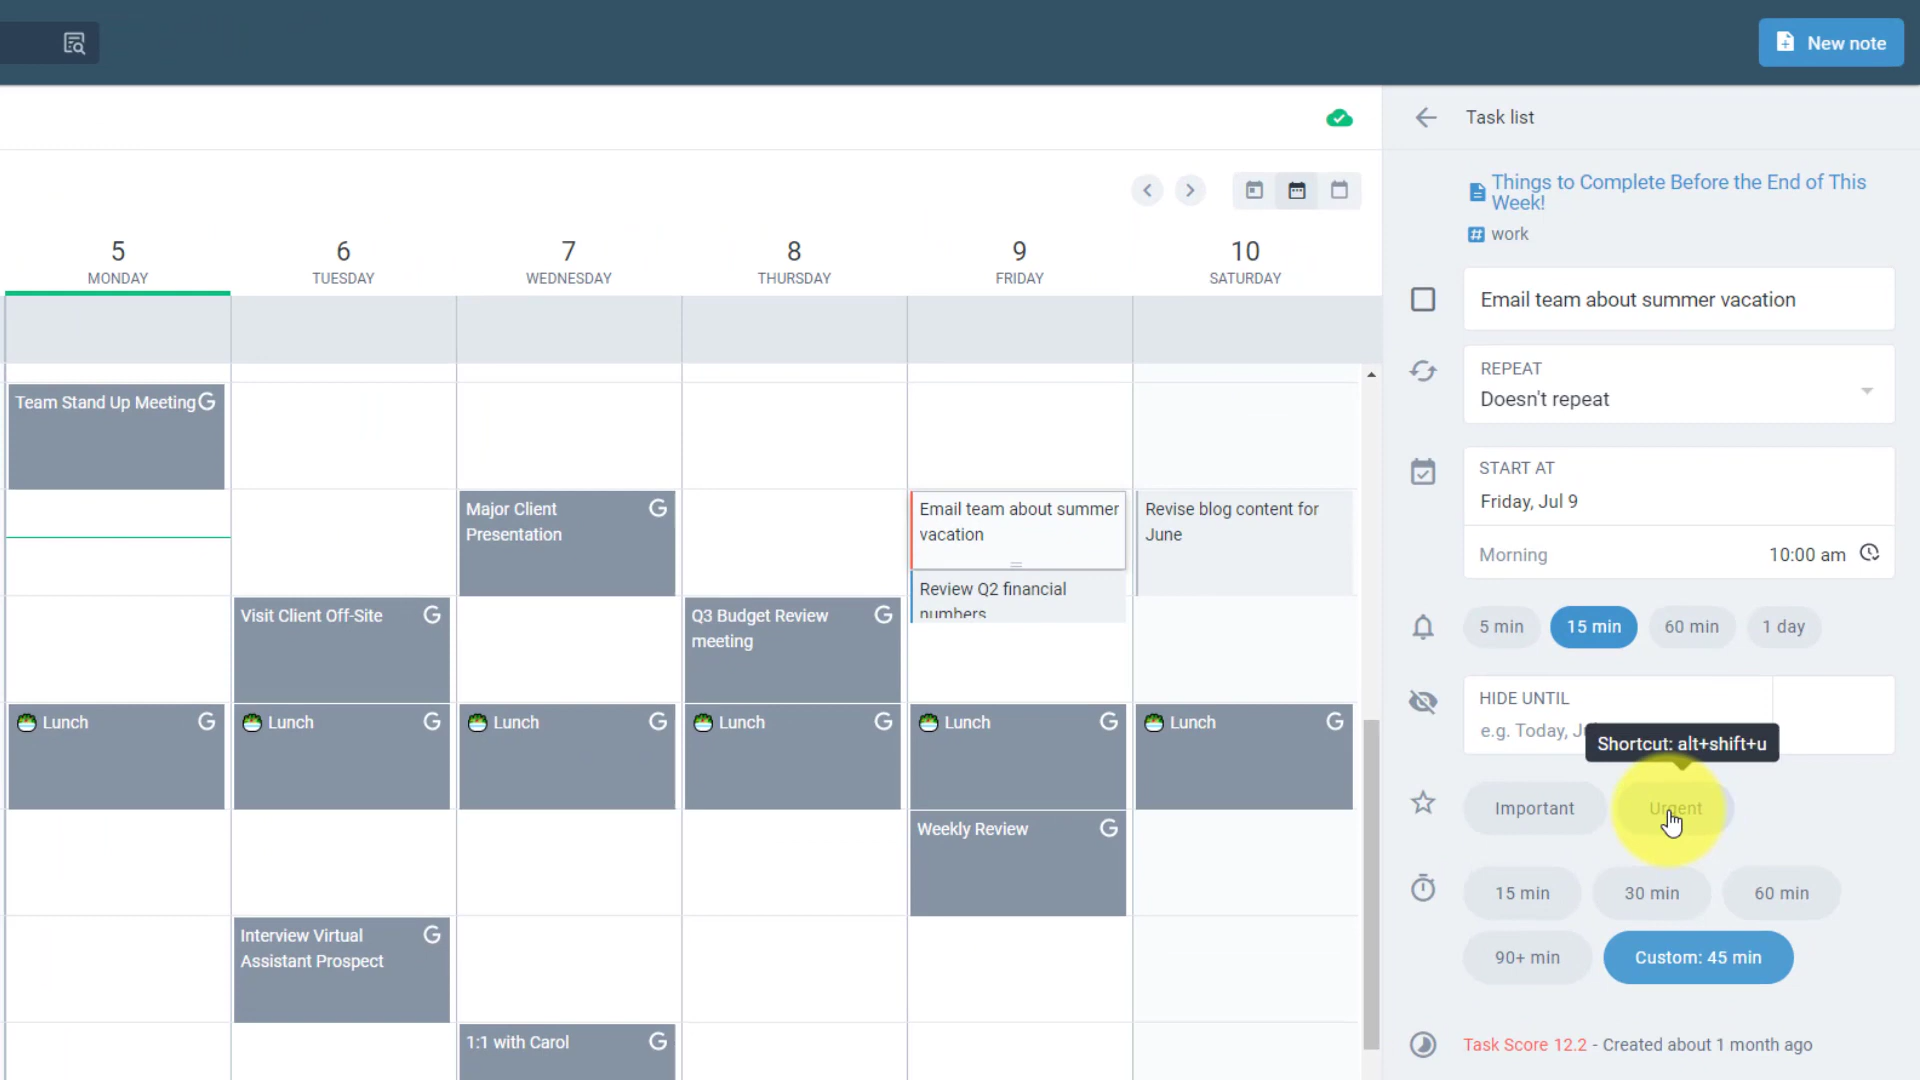 New note
Task list
Things to Complete Before the End of This
Week!
work
5
MONDAY
6
TUESDAY
7
WEDNESDAY
8
THURSDAY
9
FRIDAY
10
SATURDAY
Team Stand Up Meeting
Major Client
Presentation
Email team about summer
vacation
Revise blog content for
June
Review Q2 financial
numbers
Visit Client Off-Site
Q3 Budget Review
meeting
Lunch
Lunch
Lunch
Lunch
Lunch
Lunch
Weekly Review
Interview Virtual
Assistant Prospect
1:1 with Carol
Email team about summer vacation
REPEAT
Doesn't repeat
START AT
Friday, Jul 9
Morning 10:00 am
5 min 15 min 60 min 1 day
HIDE UNTIL
e.g. Today,
Shortcut: alt+shift+u
Important Urgent
15 min 30 min 60 min
90+ min Custom: 45 min
Task Score 12.2 - Created about 1 month ago